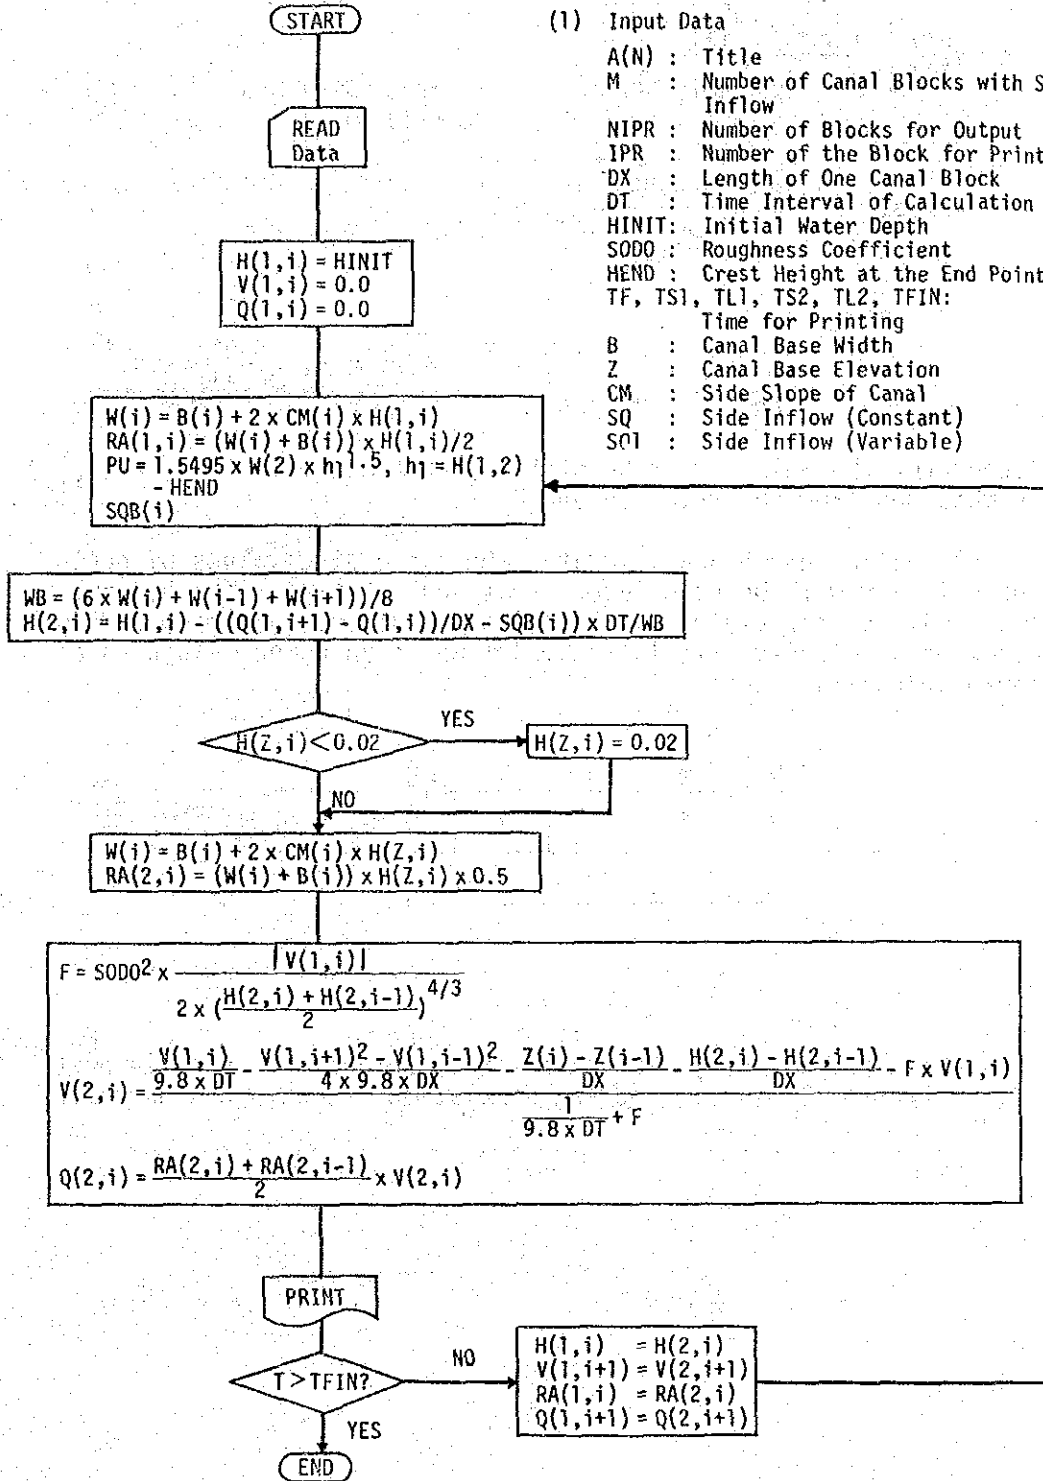 START
READ
Data
H(1,i) = HINIT
V(1,i) = 0.0
Q(1,i) = 0.0
(1) Input Data
A(N) : Title
M : Number of Canal Blocks with S
Inflow
NIPR : Number of Blocks for Output
IPR : Number of the Block for Print
DX : Length of One Canal Block
DT : Time Interval of Calculation
HINIT: Initial Water Depth
SODO : Roughness Coefficient
HEND : Crest Height at the End Point
TF, TS1, TL1, TS2, TL2, TFIN:
Time for Printing
B : Canal Base Width
Z : Canal Base Elevation
CM : Side Slope of Canal
SQ : Side Inflow (Constant)
SQ1 : Side Inflow (Variable)
W(i) = B(i) + 2 x CM(i) x H(1,i)
RA(1,i) = (W(i) + B(i)) x H(1,i)/2
PU = 1.5495 x W(2) x h1^1.5, h1 = H(1,2)
- HEND
SQB(i)
WB = (6 x W(i) + W(i-1) + W(i+1))/8
H(2,i) = H(1,i) - ((Q(1,i+1) - Q(1,i))/DX - SQB(i)) x DT/WB
H(Z,i) < 0.02
YES
H(Z,i) = 0.02
NO
W(i) = B(i) + 2 x CM(i) x H(Z,i)
RA(2,i) = (W(i) + B(i)) x H(Z,i) x 0.5
F = SODO² x |V(1,i)| / 2 x ((H(2,i) + H(2,i-1))/2)^4/3
V(2,i) = (V(1,i)/(9.8 x DT) - (V(1,i+1)² - V(1,i-1)²)/(4 x 9.8 x DX) - (Z(i) - Z(i-1))/DX - (H(2,i) - H(2,i-1))/DX - F x V(1,i)) / (1/(9.8 x DT) + F)
Q(2,i) = (RA(2,i) + RA(2,i-1))/2 x V(2,i)
PRINT
T > TFIN?
NO
H(1,i) = H(2,i)
V(1,i+1) = V(2,i+1)
RA(1,i) = RA(2,i)
Q(1,i+1) = Q(2,i+1)
YES
END